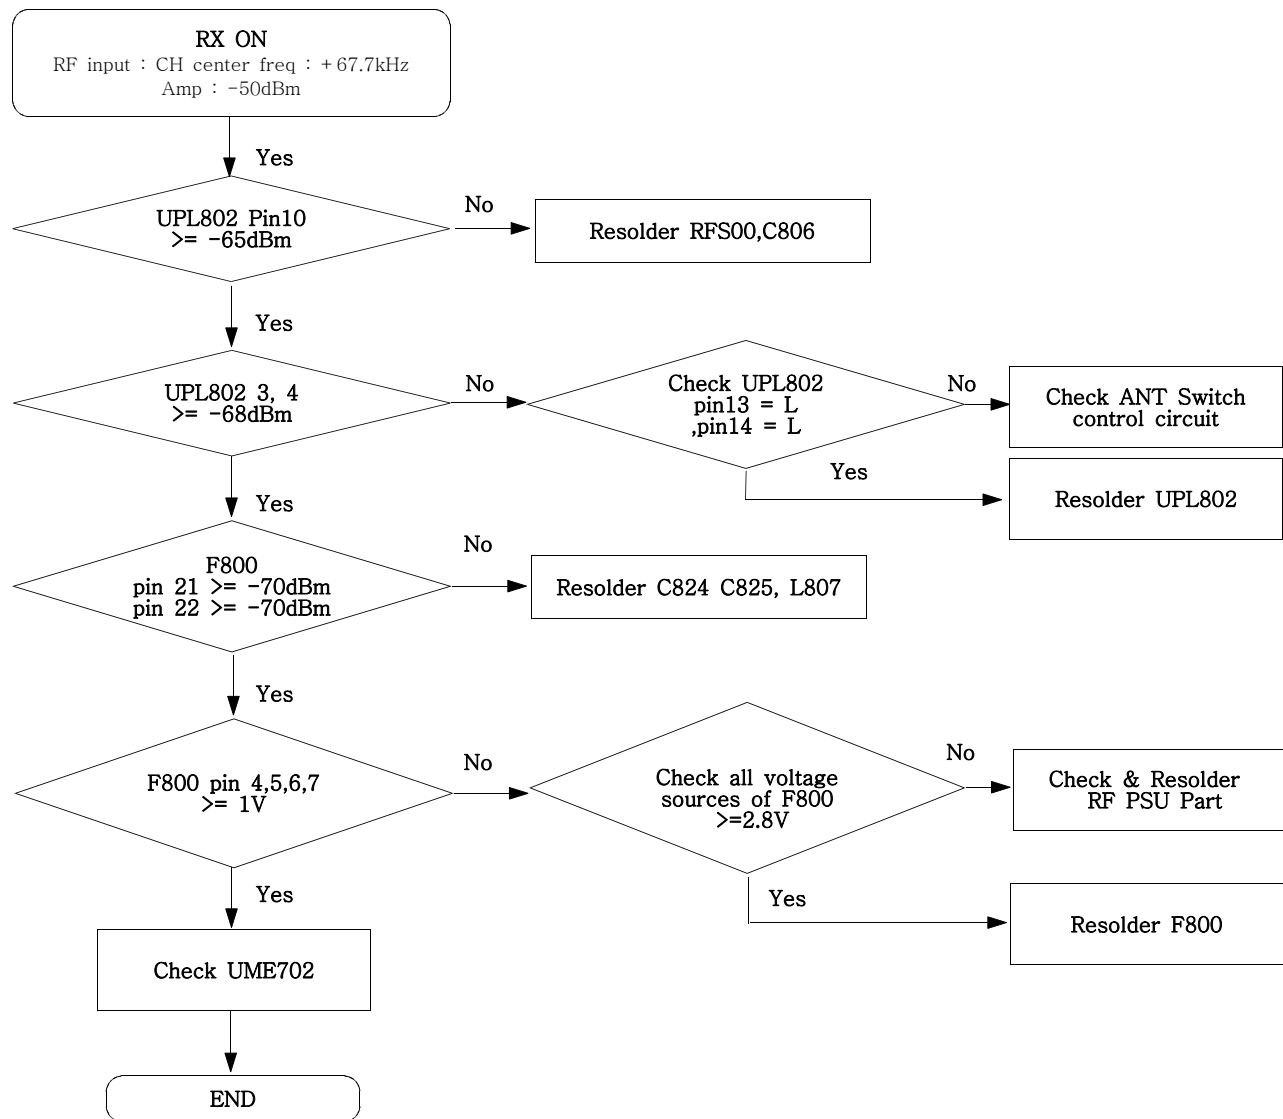 RX ON
RF input : CH center freq : +67.7kHz
Amp : -50dBm
Yes
UPL802 Pin10
>= -65dBm
No
Resolder RFS00,C806
Yes
UPL802 3, 4
>= -68dBm
No
Check UPL802
pin13 = L
,pin14 = L
No
Check ANT Switch
control circuit
Yes
Resolder UPL802
Yes
F800
pin 21 >= -70dBm
pin 22 >= -70dBm
No
Resolder C824 C825, L807
Yes
F800 pin 4,5,6,7
>= 1V
No
Check all voltage
sources of F800
>=2.8V
No
Check & Resolder
RF PSU Part
Yes
Resolder F800
Yes
Check UME702
END